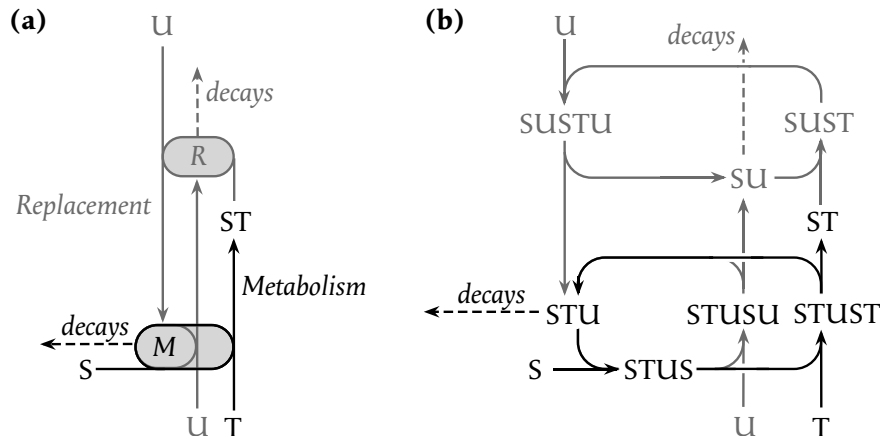 (a)
U
decays
R
Replacement
ST
Metabolism
decays
M
S
U
T
(b)
U
decays
SUSTU
SUST
SU
ST
decays
STU
STUSU
STUST
S
STUS
U
T